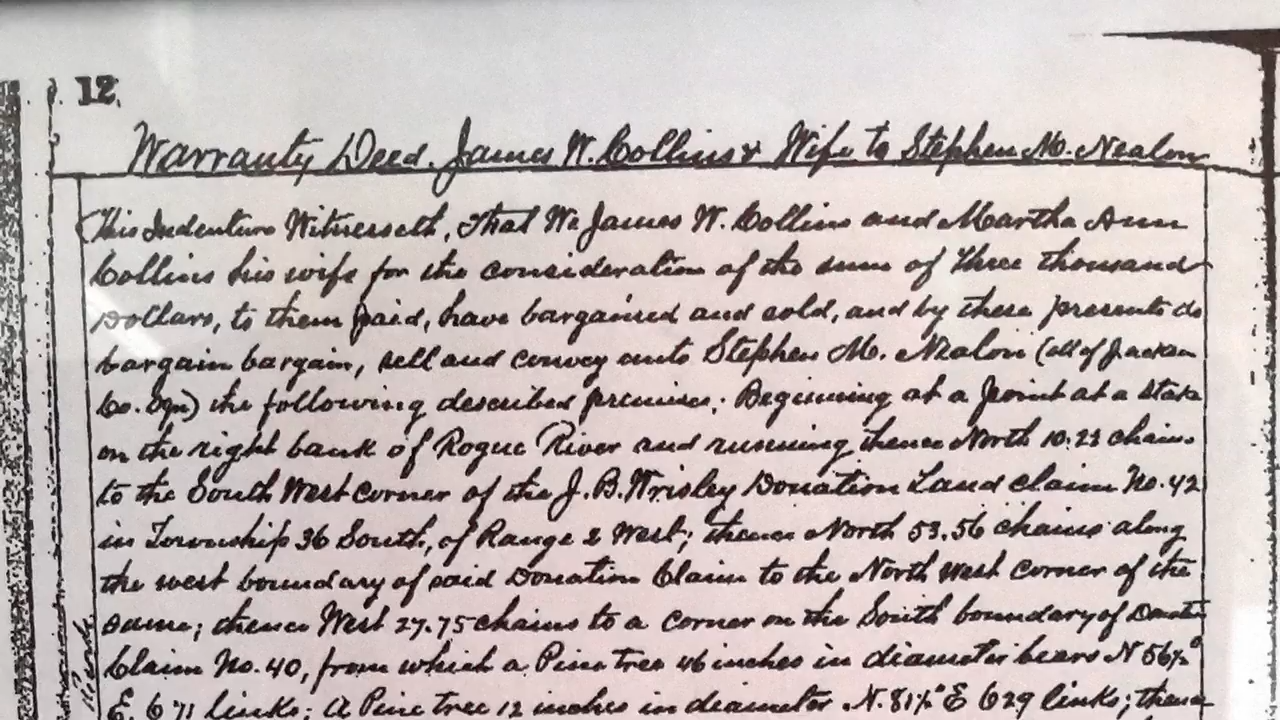 12.
Warranty Deed. James W. Collins & Wife to Stephen M. Nealon
This Indenture Witnesseth, That We James W. Collins and Martha Ann
Collins his wife for the consideration of the sum of Three thousand
Dollars, to them paid, have bargained and sold, and by these presents do
bargain bargain, sell and convey unto Stephen M. Nealon (all of Jackson
Co. Ogn) the following described premises: Beginning at a point at a stake
on the right bank of Rogue River and running thence North 10.23 chains
to the South West corner of the J. B. Wrisley Donation Land claim No. 42
in Township 36 South, of Range 2 West; thence North 53.56 chains along
the west boundary of said Donation Claim to the North West corner of the
same; thence West 27.75 chains to a corner on the South boundary of
Claim No. 40, from which a Pine tree 46 inches in diameter bears N 56½°
E. 671 links; A Pine tree 12 inches in diameter N. 81½° E 629 links; thence